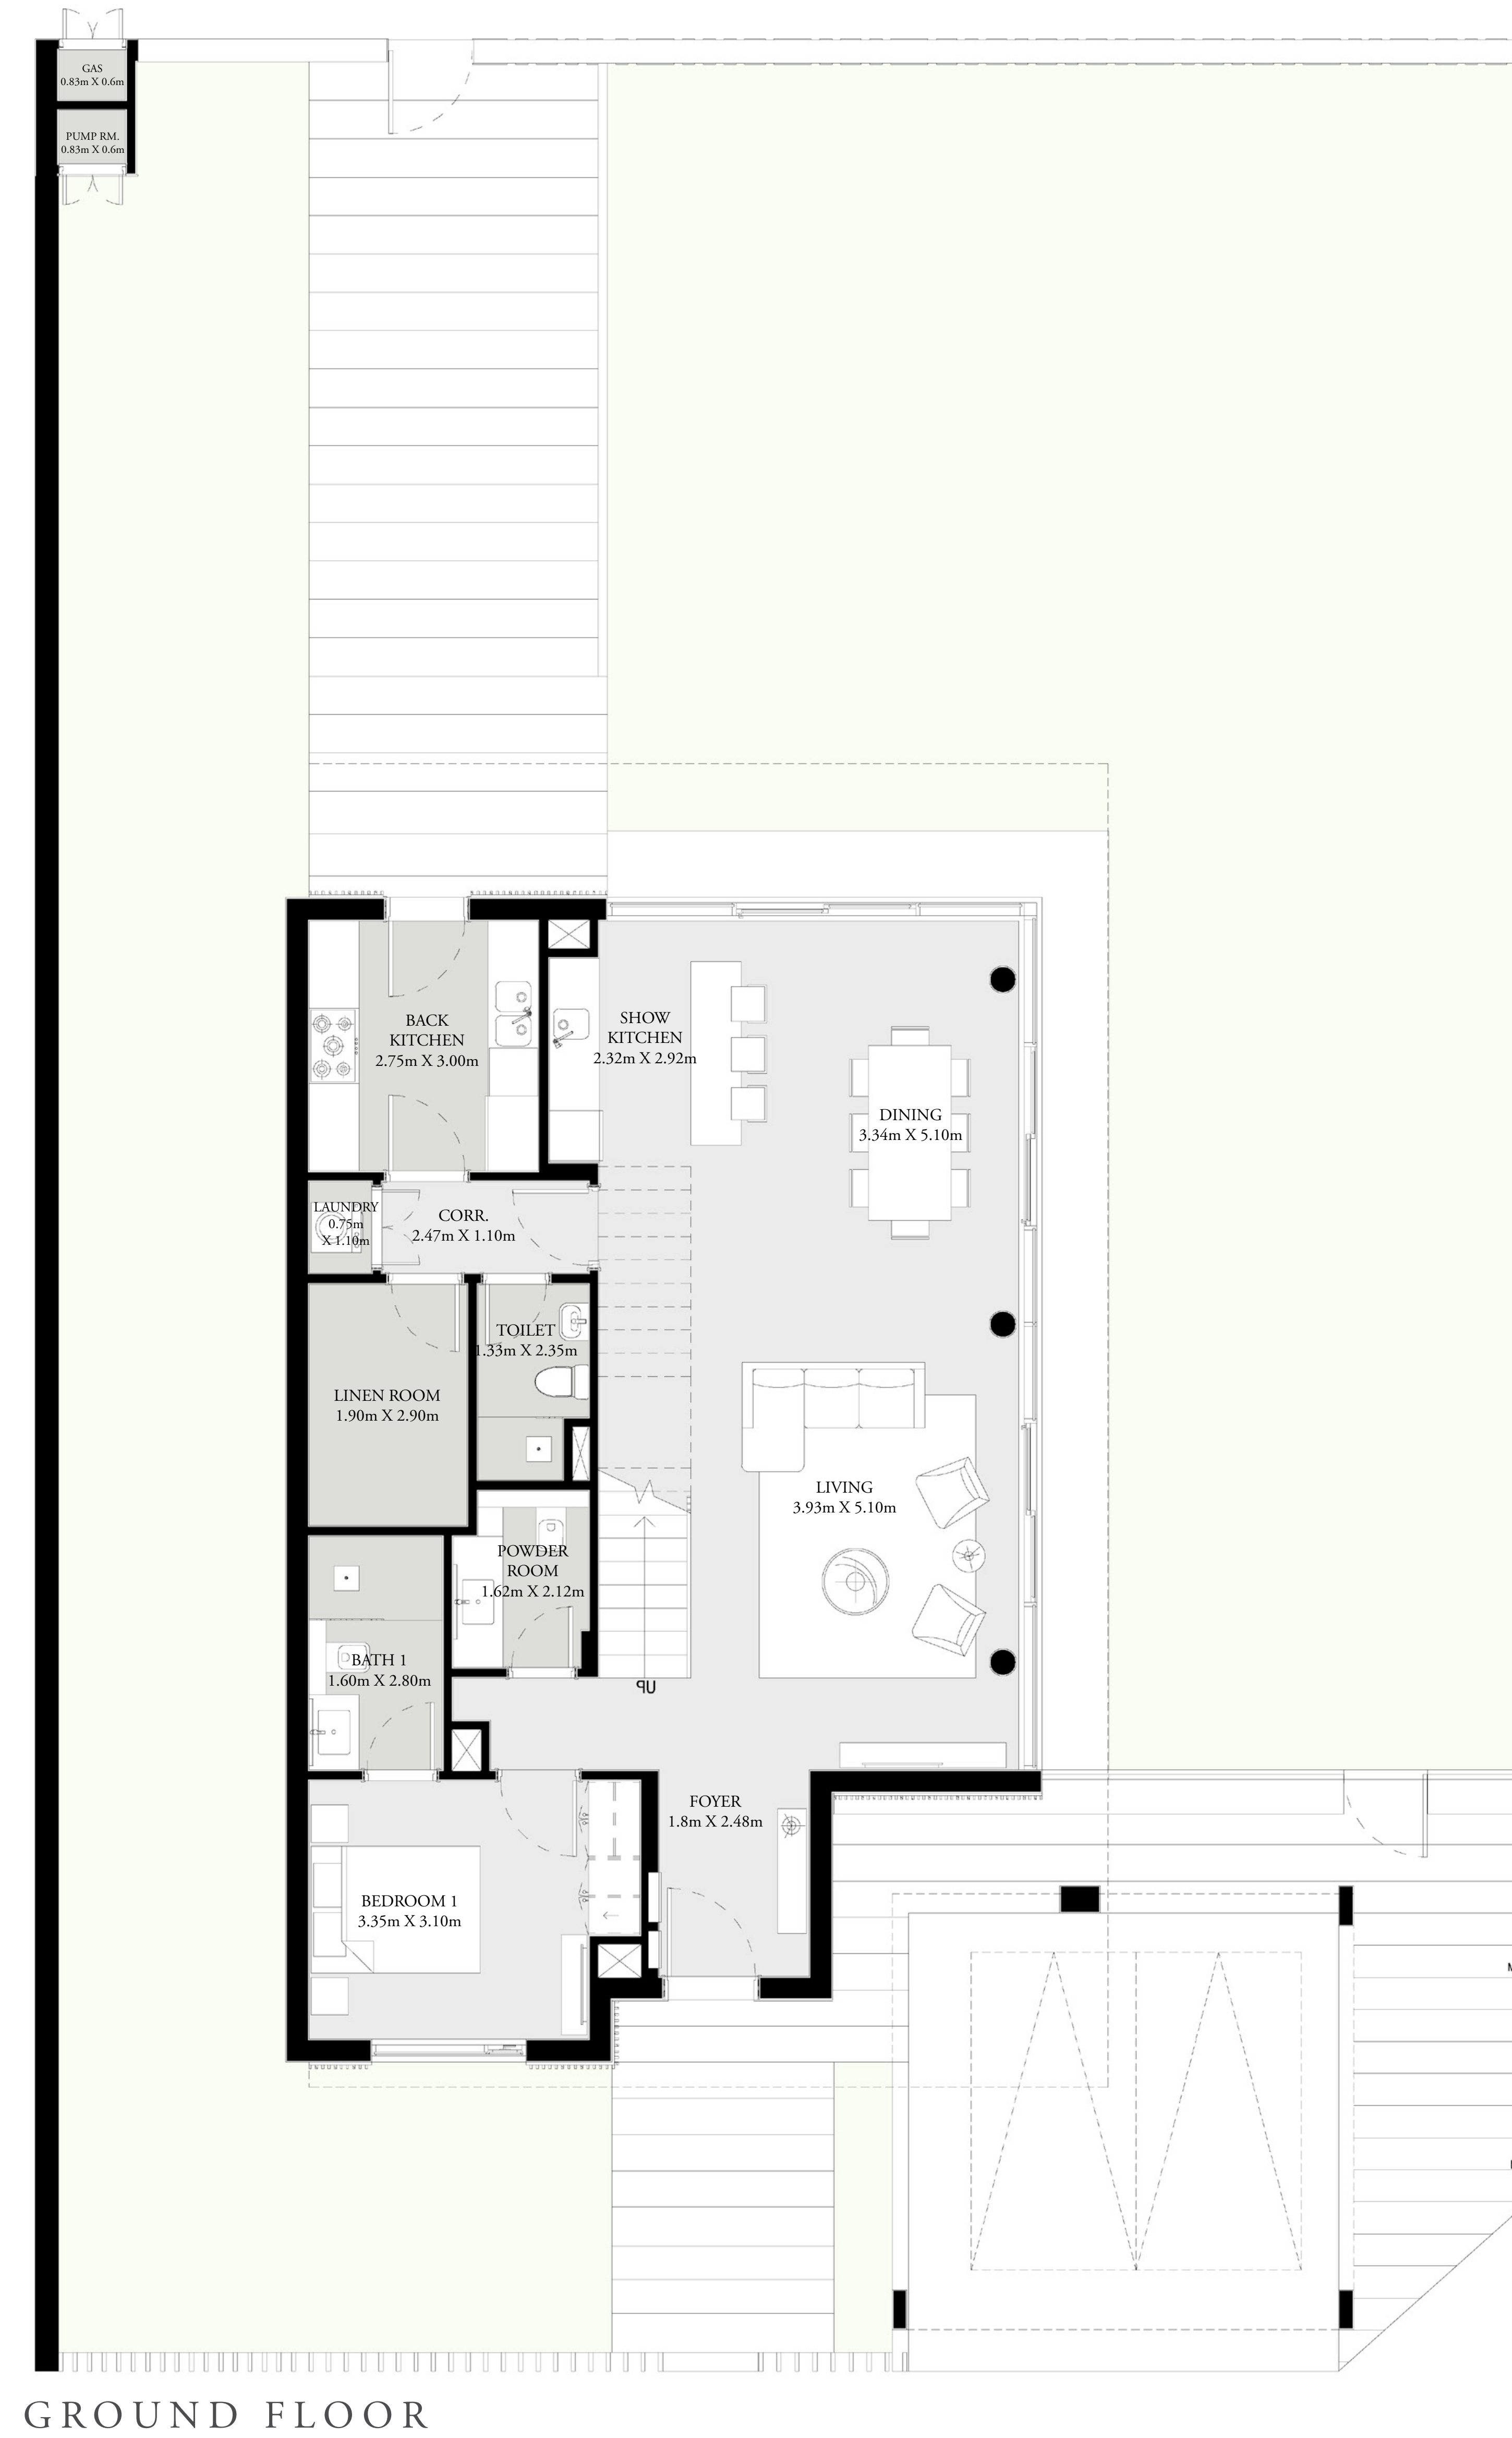 GAS
0.83m X 0.6m
PUMP RM.
0.83m X 0.6m
BACK
KITCHEN
2.75m X 3.00m
SHOW
KITCHEN
2.32m X 2.92m
DINING
3.34m X 5.10m
LAUNDRY
0.75m
X 1.10m
CORR.
2.47m X 1.10m
TOILET
1.33m X 2.35m
LINEN ROOM
1.90m X 2.90m
LIVING
3.93m X 5.10m
POWDER
ROOM
1.62m X 2.12m
BATH 1
1.60m X 2.80m
UP
FOYER
1.8m X 2.48m
BEDROOM 1
3.35m X 3.10m
GROUND FLOOR